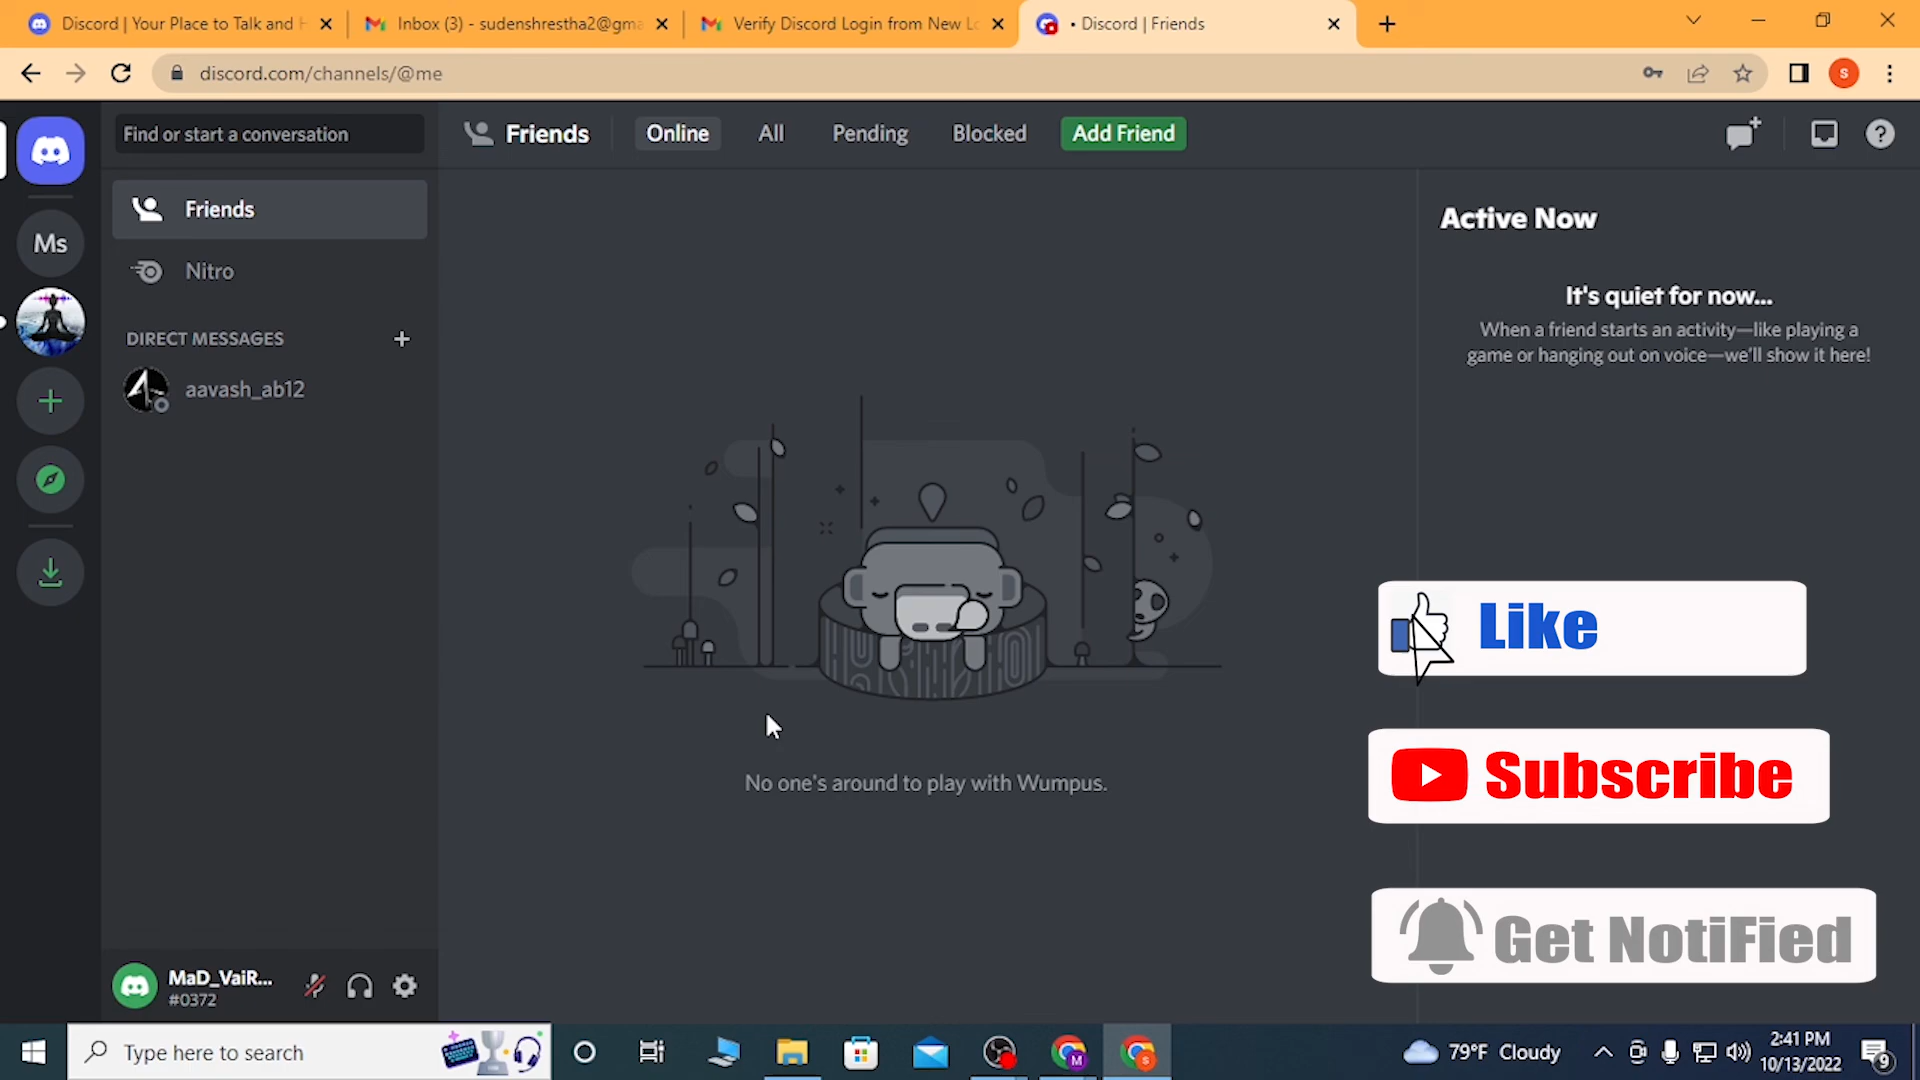 Discord | Your Place to Talk and H
Inbox (3) - sudenshrestha2@gma
Verify Discord Login from New Lo
• Discord | Friends
discord.com/channels/@me
S
Find or start a conversation
Friends
Online
All
Pending
Blocked
Add Friend
Ms
Friends
Nitro
DIRECT MESSAGES
aavash_ab12
Active Now
It's quiet for now...
When a friend starts an activity—like playing a
game or hanging out on voice—we'll show it here!
Like
Subscribe
Get NotiFied
No one's around to play with Wumpus.
MaD_VaiR...
#0372
Type here to search
M
S
79°F Cloudy
2:41 PM
10/13/2022
9